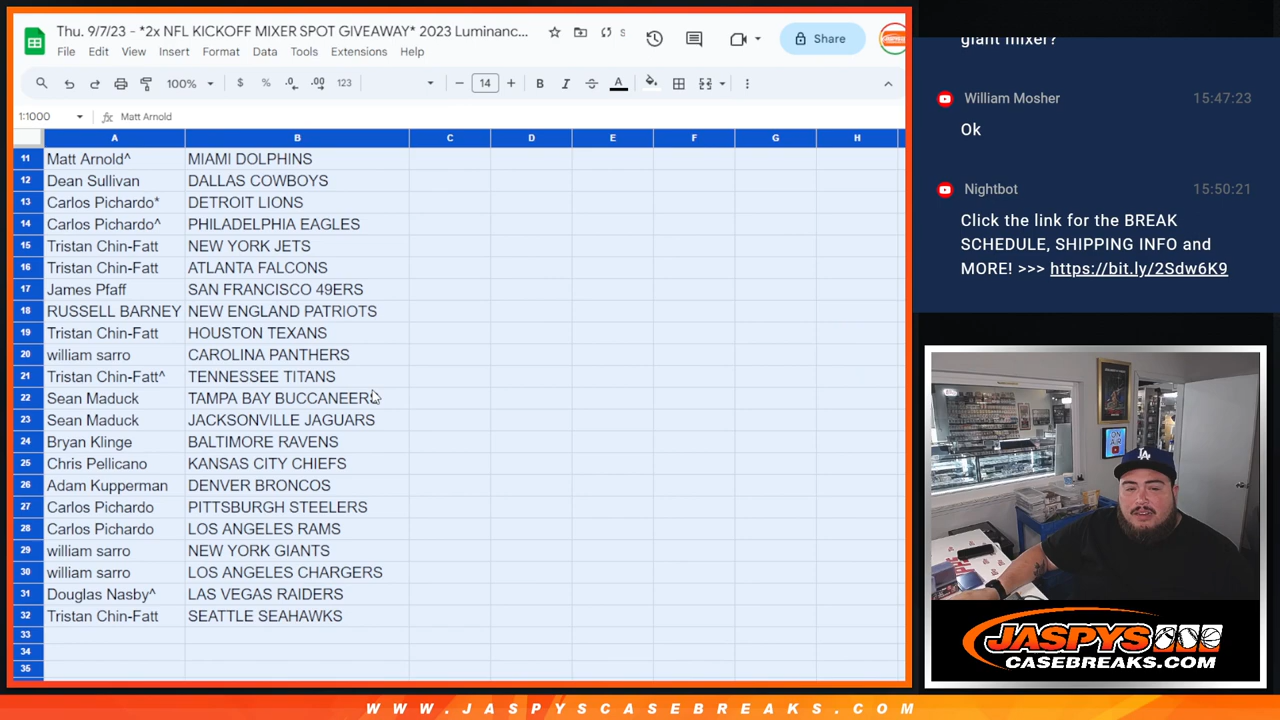 Thu. 9/7/23 - *2x NFL KICKOFF MIXER SPOT GIVEAWAY* 2023 Luminanc...
File Edit View Insert Format Data Tools Extensions Help
Share
100% $ % .0 .00 123 14 B I A
1:1000 fx Matt Arnold
A B C D E F G H
11 Matt Arnold^ MIAMI DOLPHINS
12 Dean Sullivan DALLAS COWBOYS
13 Carlos Pichardo* DETROIT LIONS
14 Carlos Pichardo^ PHILADELPHIA EAGLES
15 Tristan Chin-Fatt NEW YORK JETS
16 Tristan Chin-Fatt ATLANTA FALCONS
17 James Pfaff SAN FRANCISCO 49ERS
18 RUSSELL BARNEY NEW ENGLAND PATRIOTS
19 Tristan Chin-Fatt HOUSTON TEXANS
20 william sarro CAROLINA PANTHERS
21 Tristan Chin-Fatt^ TENNESSEE TITANS
22 Sean Maduck TAMPA BAY BUCCANEERS
23 Sean Maduck JACKSONVILLE JAGUARS
24 Bryan Klinge BALTIMORE RAVENS
25 Chris Pellicano KANSAS CITY CHIEFS
26 Adam Kupperman DENVER BRONCOS
27 Carlos Pichardo PITTSBURGH STEELERS
28 Carlos Pichardo LOS ANGELES RAMS
29 william sarro NEW YORK GIANTS
30 william sarro LOS ANGELES CHARGERS
31 Douglas Nasby^ LAS VEGAS RAIDERS
32 Tristan Chin-Fatt SEATTLE SEAHAWKS
33
34
35
giant mixer?
William Mosher 15:47:23
Ok
Nightbot 15:50:21
Click the link for the BREAK
SCHEDULE, SHIPPING INFO and
MORE! >>> https://bit.ly/2Sdw6K9
ON AIR
LA
JASPYS
CASEBREAKS.COM
WWW.JASPYSCASEBREAKS.COM